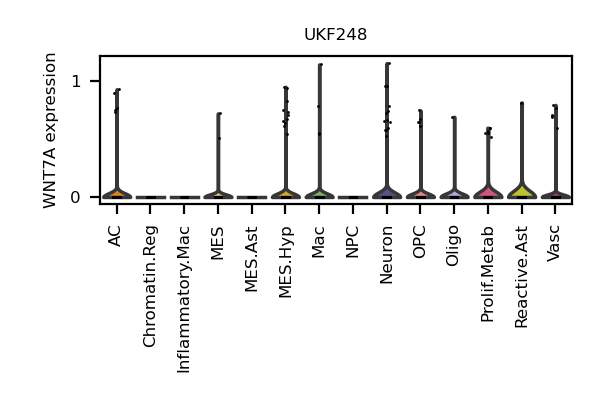 UKF248
WNT7A expression
1
0
AC
Chromatin.Reg
Inflammatory.Mac
MES
MES.Ast
MES.Hyp
Mac
NPC
Neuron
OPC
Oligo
Prolif.Metab
Reactive.Ast
Vasc